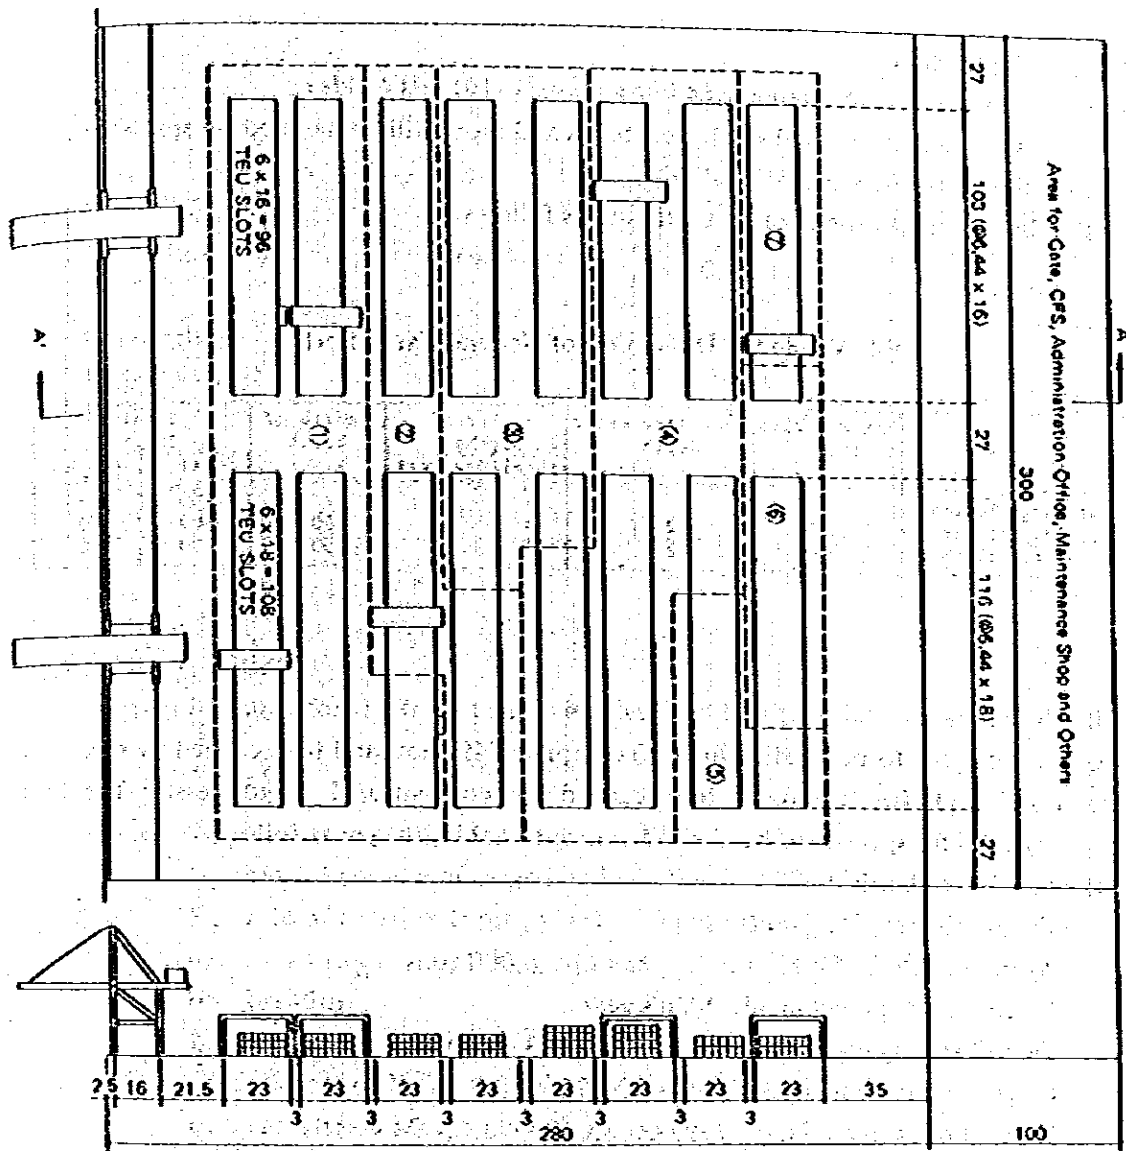 Area for Gate, CFS, Administration Office, Maintenance Shop and Others
300
27
103 (@6.44 x 16)
27
116 (@6.44 x 18)
27
A
A'
6 x 16 = 96
TEU SLOTS
6 x 18 = 108
TEU SLOTS
(1)
(2)
(3)
(4)
(5)
(6)
(7)
2.5 16 21.5 23 23 23 23 23 23 23 23 35
3 3 3 3 3 3 3
280 100